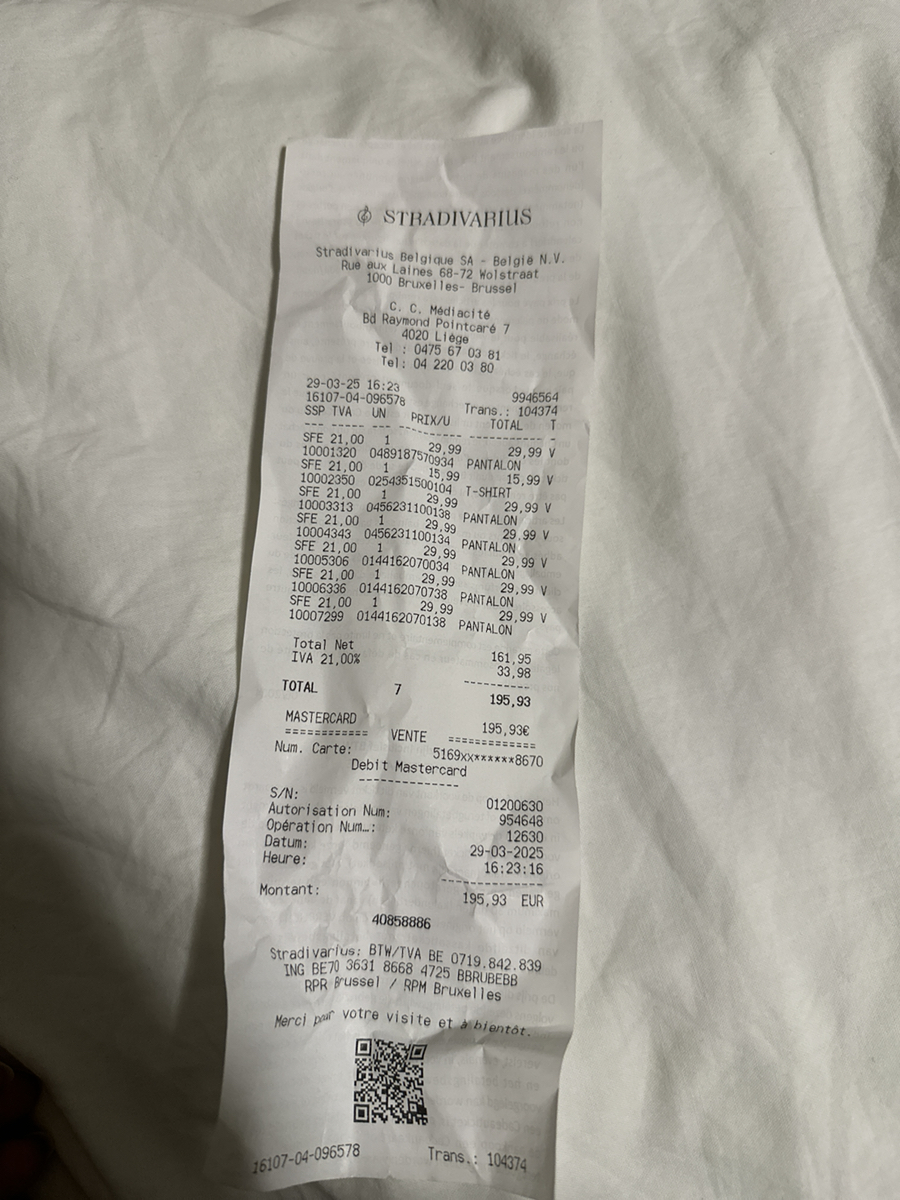 STRADIVARIUS
Stradivarius Belgique SA - België N.V.
Rue aux Laines 68-72 Wolstraat
1000 Bruxelles- Brussel
C. C. Médiacité
Bd Raymond Pointcaré 7
4020 Liège
Tel : 0475 67 03 81
Tel: 04 220 03 80
29-03-25 16:23 9946564
16107-04-096578 Trans.: 104374
SSP TVA UN PRIX/U TOTAL T
SFE 21,00 1 29,99 29,99 V
10001320 0489187570934 PANTALON
SFE 21,00 1 15,99 15,99 V
10002350 0254351500104 T-SHIRT
SFE 21,00 1 29,99 29,99 V
10003313 0456231100138 PANTALON
SFE 21,00 1 29,99 29,99 V
10004343 0456231100134 PANTALON
SFE 21,00 1 29,99 29,99 V
10005306 0144162070034 PANTALON
SFE 21,00 1 29,99 29,99 V
10006336 0144162070738 PANTALON
SFE 21,00 1 29,99 29,99 V
10007299 0144162070138 PANTALON
Total Net 161,95
IVA 21,00% 33,98
TOTAL 7 195,93
MASTERCARD 195,93€
============ VENTE ============
Num. Carte: 5169xx******8670
Debit Mastercard
S/N: 01200630
Autorisation Num: 954648
Opération Num…: 12630
Datum: 29-03-2025
Heure: 16:23:16
Montant: 195,93 EUR
40858886
Stradivarius: BTW/TVA BE 0719.842.839
ING BE70 3631 8668 4725 BBRUBEBB
RPR Brussel / RPM Bruxelles
Merci pour votre visite et à bientôt.
16107-04-096578 Trans.: 104374